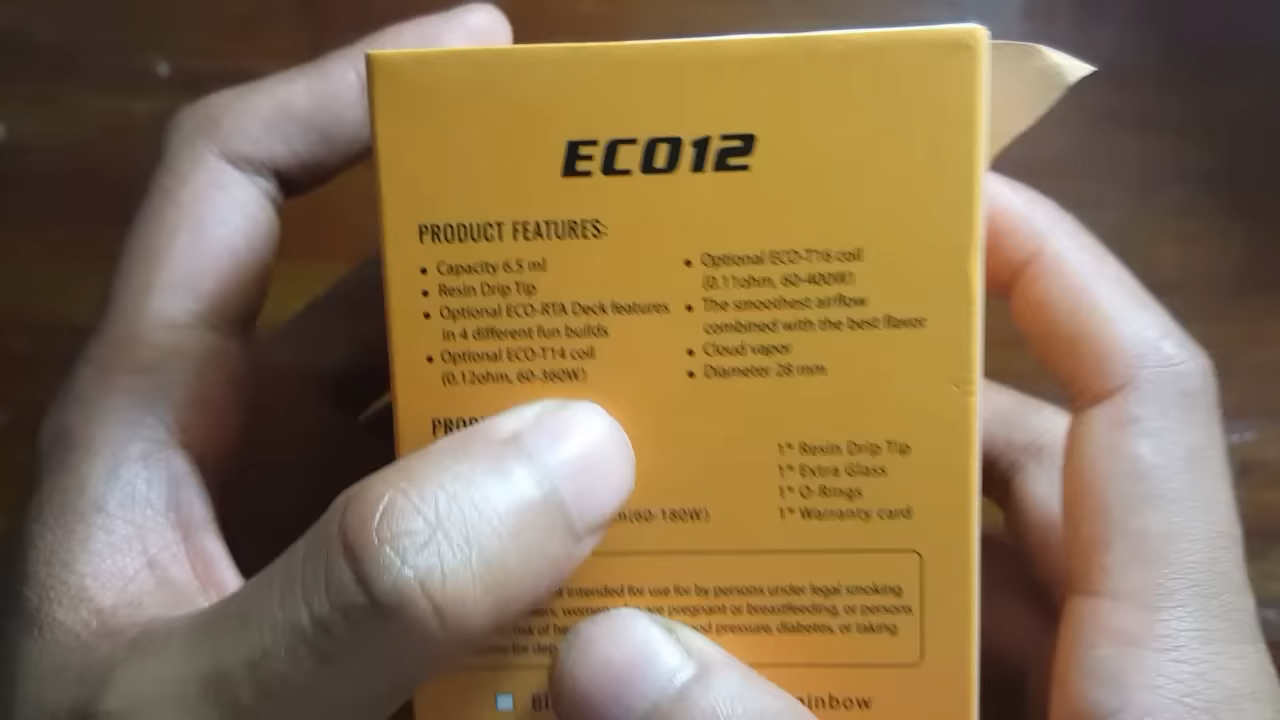 ECO12
PRODUCT FEATURES:
• Capacity 6.5 ml
• Resin Drip Tip
• Optional ECO-RTA Deck features
in 4 different fun builds
• Optional ECO-T14 coil
(0.12ohm, 60-360W)
• Optional ECO-T16 coil
(0.11ohm, 60-400W)
• The smoothest airflow
combined with the best flavor
• Cloud vapor
• Diameter 28 mm
(60-180W)
1* Resin Drip Tip
1* Extra Glass
1* O-Rings
1* Warranty card
intended for use for by persons under legal smoking
women are pregnant or breastfeeding, or persons
risk of pressure, diabetes, or taking
for